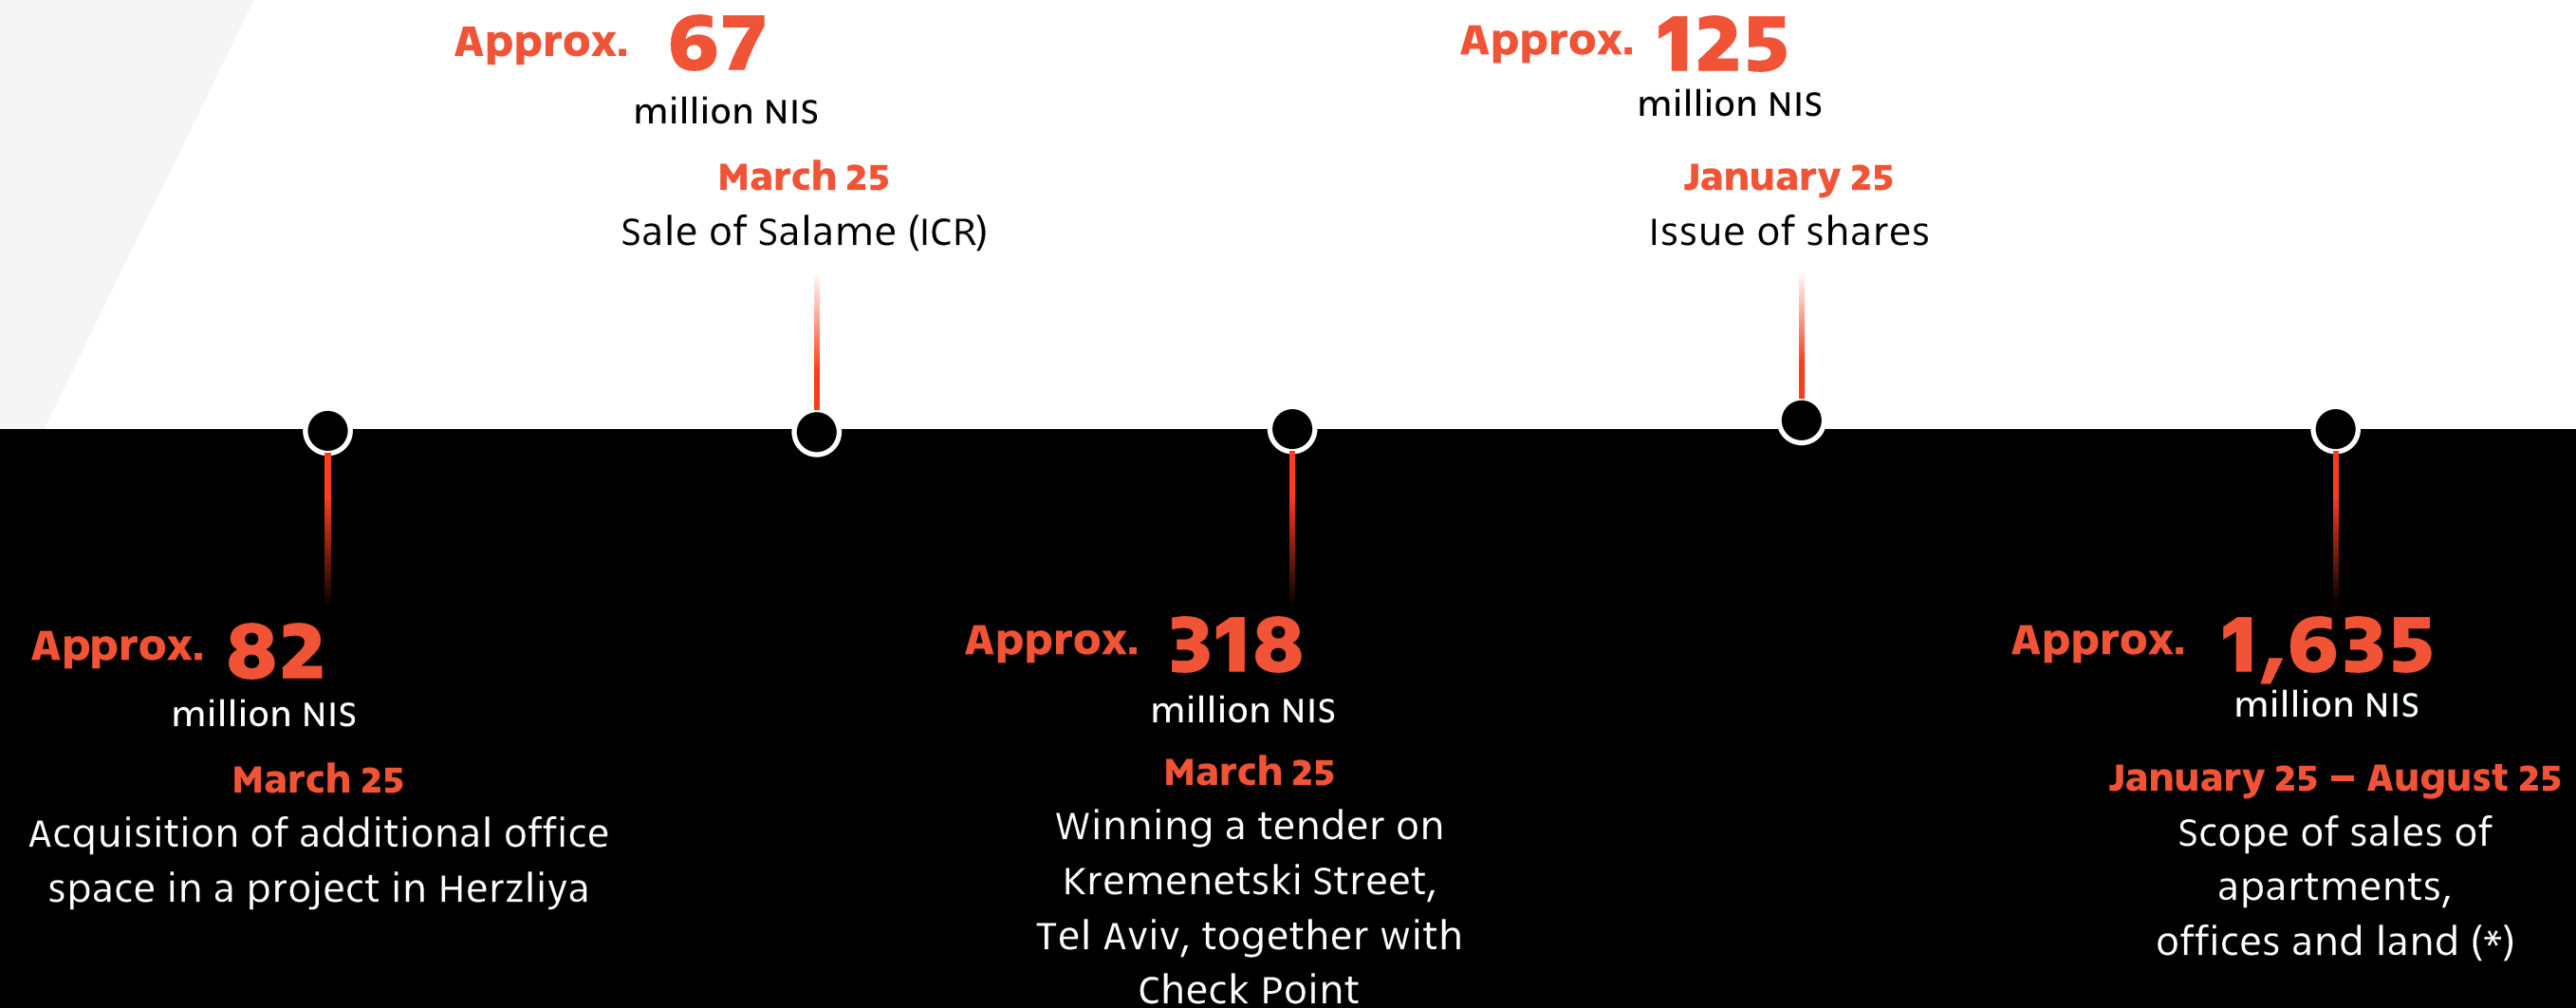 Approx. 67
million NIS
March 25
Sale of Salame (ICR)
Approx. 125
million NIS
January 25
Issue of shares
Approx. 82
million NIS
March 25
Acquisition of additional office
space in a project in Herzliya
Approx. 318
million NIS
March 25
Winning a tender on
Kremenetski Street,
Tel Aviv, together with
Check Point
Approx. 1,635
million NIS
January 25 – August 25
Scope of sales of
apartments,
offices and land (*)